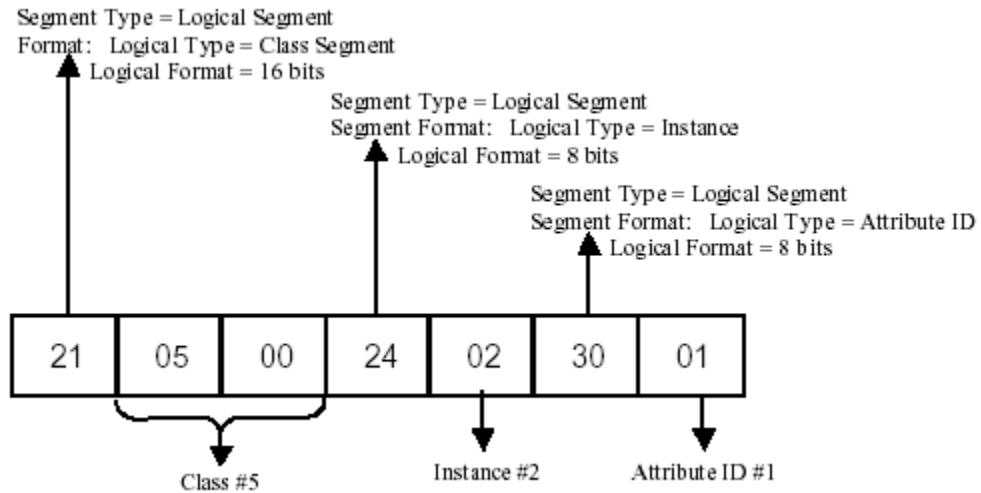 Segment Type = Logical Segment
Format: Logical Type = Class Segment
Logical Format = 16 bits
Segment Type = Logical Segment
Segment Format: Logical Type = Instance
Logical Format = 8 bits
Segment Type = Logical Segment
Segment Format: Logical Type = Attribute ID
Logical Format = 8 bits
21 05 00 24 02 30 01
Class #5
Instance #2
Attribute ID #1